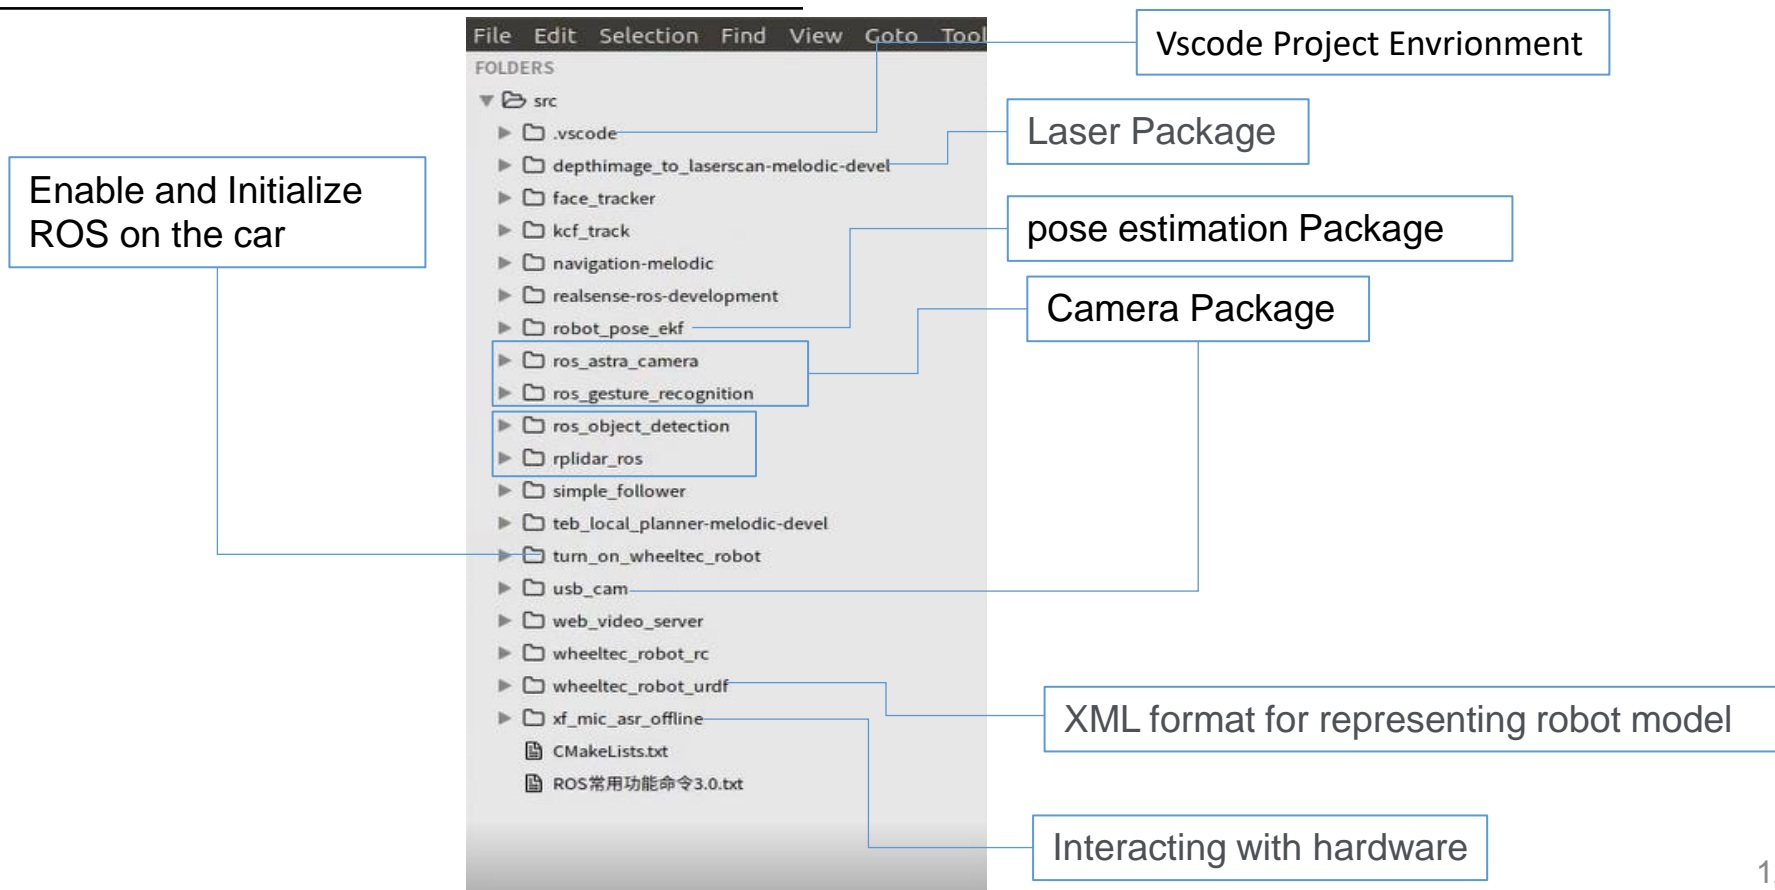 File Edit Selection Find View Goto Tool
FOLDERS
src
.vscode
depthimage_to_laserscan-melodic-devel
face_tracker
kcf_track
navigation-melodic
realsense-ros-development
robot_pose_ekf
ros_astra_camera
ros_gesture_recognition
ros_object_detection
rplidar_ros
simple_follower
teb_local_planner-melodic-devel
turn_on_wheeltec_robot
usb_cam
web_video_server
wheeltec_robot_rc
wheeltec_robot_urdf
xf_mic_asr_offline
CMakeLists.txt
ROS常用功能命令3.0.txt
Enable and Initialize
ROS on the car
Vscode Project Envrionment
Laser Package
pose estimation Package
Camera Package
XML format for representing robot model
Interacting with hardware